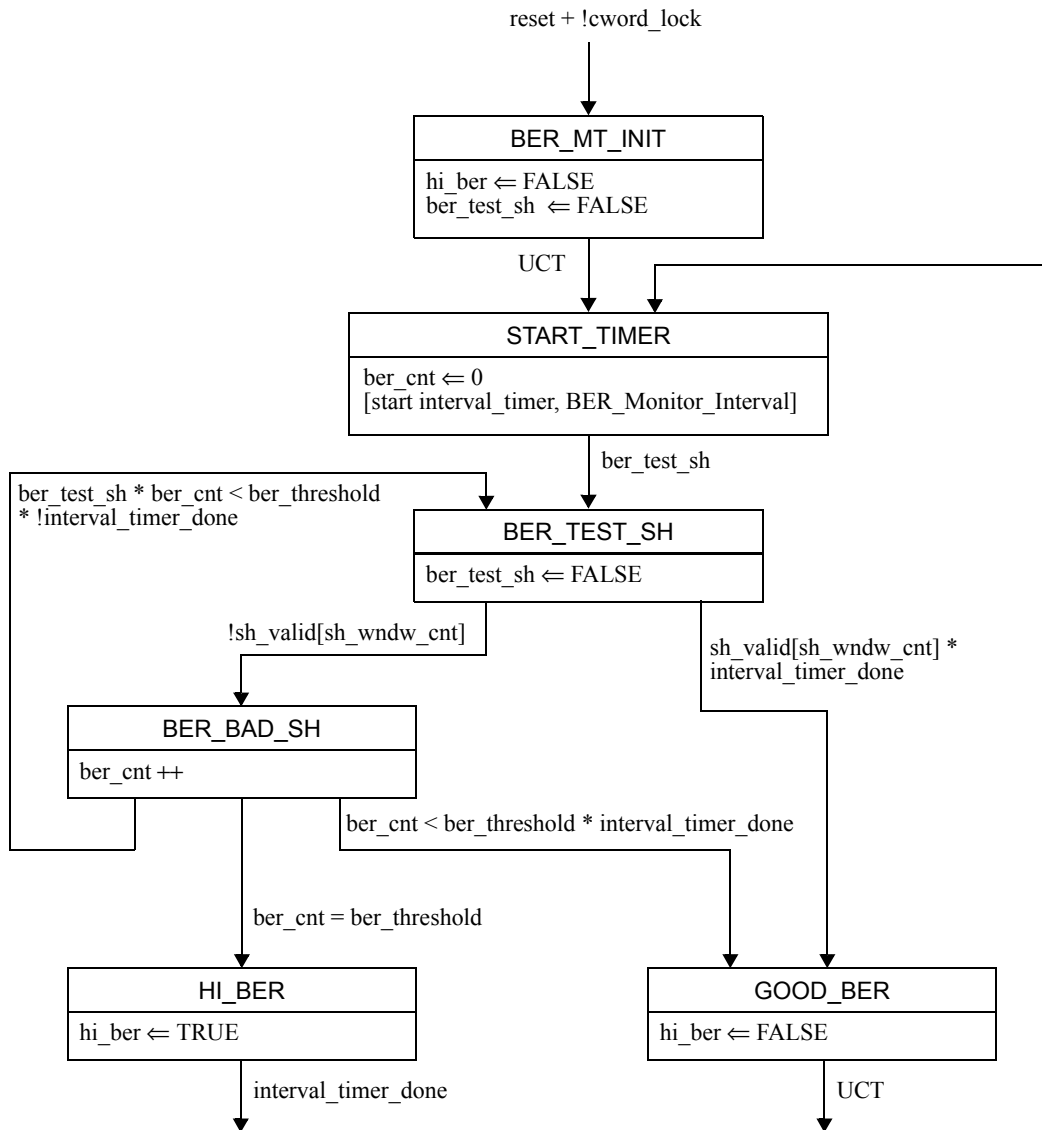 reset + !cword_lock
BER_MT_INIT
hi_ber ⇐ FALSE
ber_test_sh ⇐ FALSE
UCT
START_TIMER
ber_cnt ⇐ 0
[start interval_timer, BER_Monitor_Interval]
ber_test_sh
ber_test_sh * ber_cnt < ber_threshold
* !interval_timer_done
BER_TEST_SH
ber_test_sh ⇐ FALSE
!sh_valid[sh_wndw_cnt]
sh_valid[sh_wndw_cnt] *
interval_timer_done
BER_BAD_SH
ber_cnt ++
ber_cnt < ber_threshold * interval_timer_done
ber_cnt = ber_threshold
HI_BER
hi_ber ⇐ TRUE
GOOD_BER
hi_ber ⇐ FALSE
interval_timer_done
UCT